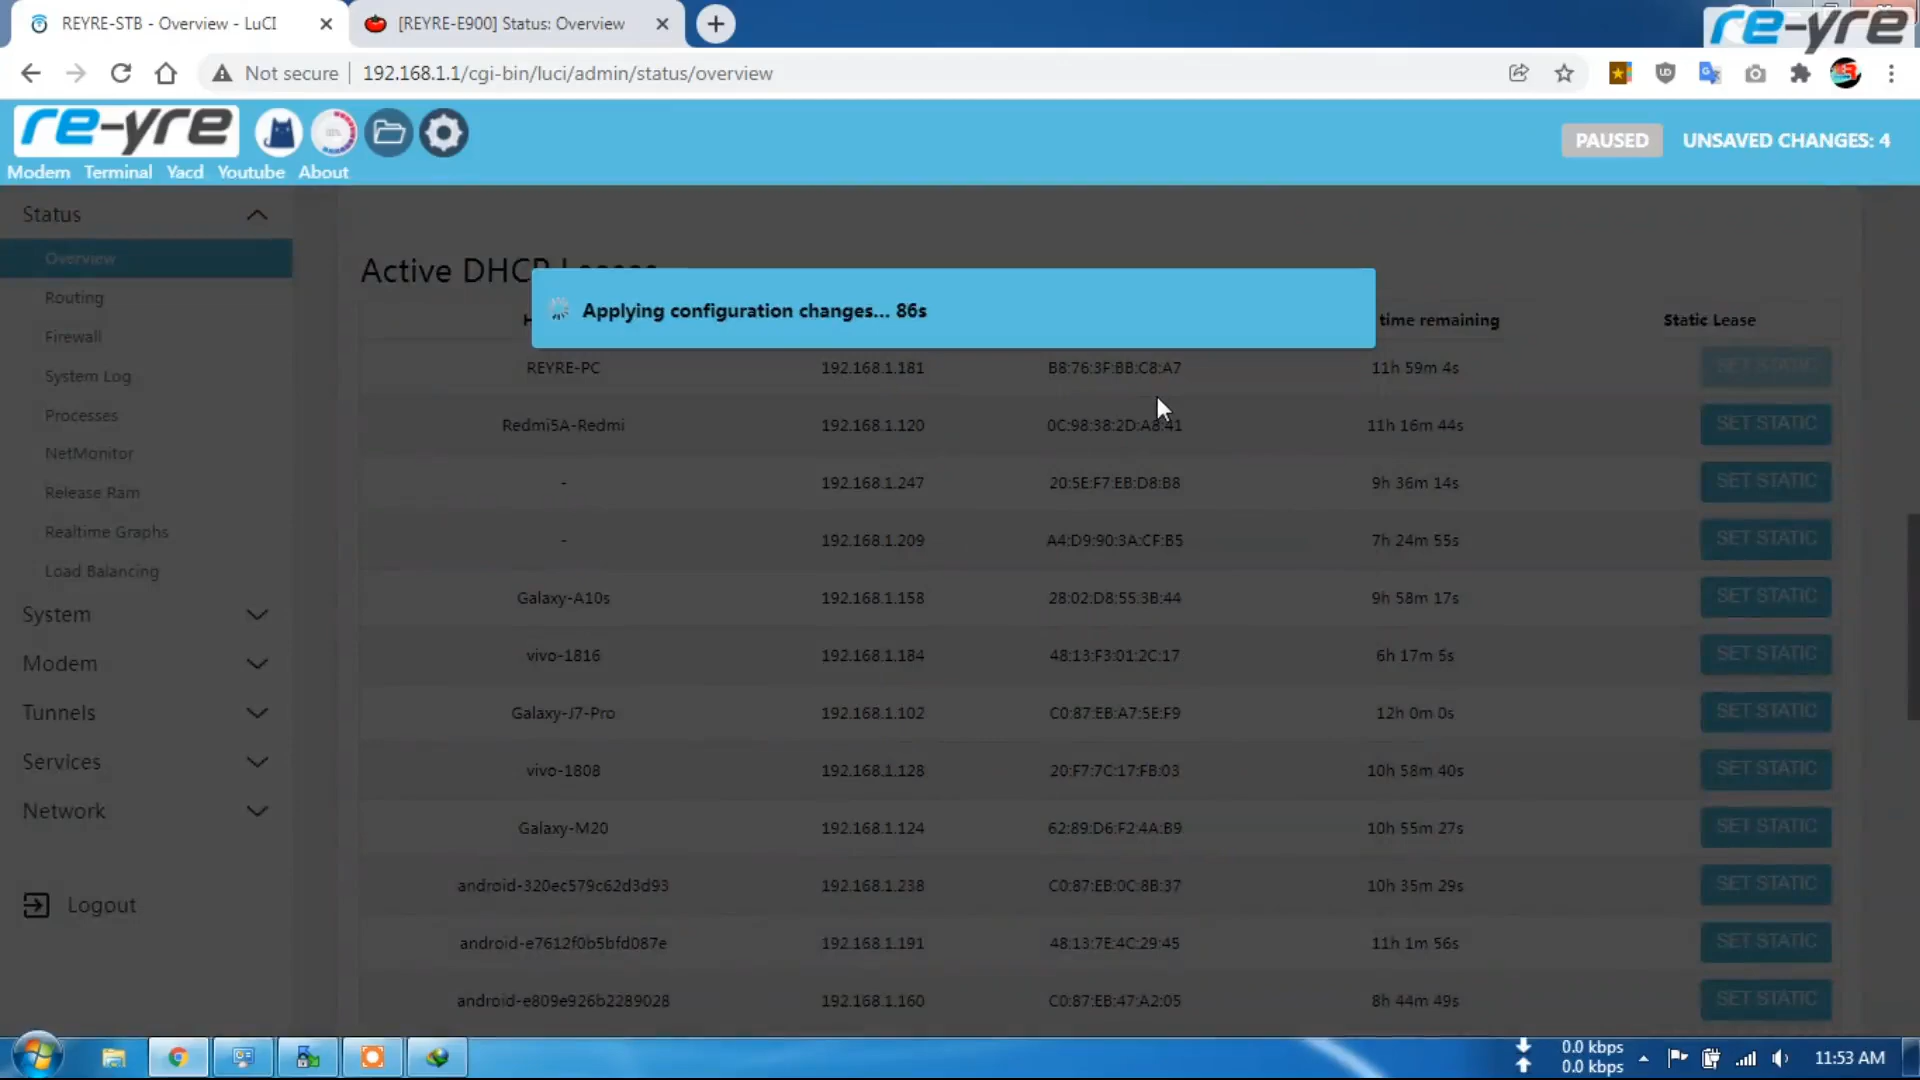 REYRE-STB - Overview - LuCI
[REYRE-E900] Status: Overview
re-yre
Not secure
192.168.1.1/cgi-bin/luci/admin/status/overview
re-yre
PAUSED
UNSAVED CHANGES: 4
Modem Terminal Yacd Youtube About
Status
Overview
Routing
Firewall
System Log
Processes
NetMonitor
Release Ram
Realtime Graphs
Load Balancing
System
Modem
Tunnels
Services
Network
Logout
Active DHCP Leases
Applying configuration changes... 86s
time remaining
Static Lease
REYRE-PC 192.168.1.181 B8:76:3F:BB:C8:A7 11h 59m 4s SET STATIC
Redmi5A-Redmi 192.168.1.120 0C:98:38:2D:A8:41 11h 16m 44s SET STATIC
- 192.168.1.247 20:5E:F7:EB:D8:B8 9h 36m 14s SET STATIC
- 192.168.1.209 A4:D9:90:3A:CF:B5 7h 24m 55s SET STATIC
Galaxy-A10s 192.168.1.158 28:02:D8:55:3B:44 9h 58m 17s SET STATIC
vivo-1816 192.168.1.184 48:13:F3:01:2C:17 6h 17m 5s SET STATIC
Galaxy-J7-Pro 192.168.1.102 C0:87:EB:A7:5E:F9 12h 0m 0s SET STATIC
vivo-1808 192.168.1.128 20:F7:7C:17:FB:03 10h 58m 40s SET STATIC
Galaxy-M20 192.168.1.124 62:89:D6:F2:4A:B9 10h 55m 27s SET STATIC
android-320ec579c62d3d93 192.168.1.238 C0:87:EB:0C:8B:37 10h 35m 29s SET STATIC
android-e7612f0b5bfd087e 192.168.1.191 48:13:7E:4C:29:45 11h 1m 56s SET STATIC
android-e809e926b2289028 192.168.1.160 C0:87:EB:47:A2:05 8h 44m 49s SET STATIC
0.0 kbps
0.0 kbps
11:53 AM